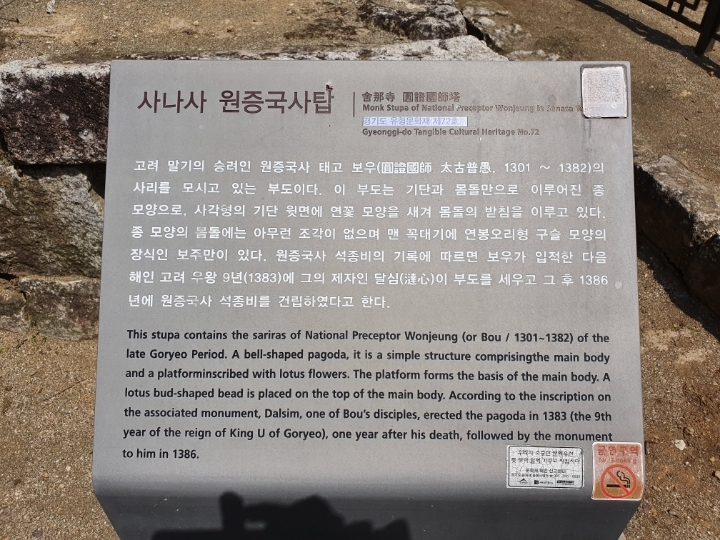 사나사 원증국사탑
舍那寺 圓證國師塔
Monk Stupa of National Preceptor Wonjeung in Sanasa
경기도 유형문화재 제72호
Gyeonggi-do Tangible Cultural Heritage No.72
고려 말기의 승려인 원증국사 태고 보우(圓證國師 太古普愚, 1301 ~ 1382)의
사리를 모시고 있는 부도이다. 이 부도는 기단과 몸돌만으로 이루어진 종
모양으로, 사각형의 기단 윗면에 연꽃 모양을 새겨 몸돌의 받침을 이루고 있다.
종 모양의 몸돌에는 아무런 조각이 없으며 맨 꼭대기에 연봉오리형 구슬 모양의
장식인 보주만이 있다. 원증국사 석종비의 기록에 따르면 보우가 입적한 다음
해인 고려 우왕 9년(1383)에 그의 제자인 달심(達心)이 부도를 세우고 그 후 1386
년에 원증국사 석종비를 건립하였다고 한다.
This stupa contains the sariras of National Preceptor Wonjeung (or Bou / 1301~1382) of the
late Goryeo Period. A bell-shaped pagoda, it is a simple structure comprisingthe main body
and a platforminscribed with lotus flowers. The platform forms the basis of the main body. A
lotus bud-shaped bead is placed on the top of the main body. According to the inscription on
the associated monument, Dalsim, one of Bou's disciples, erected the pagoda in 1383 (the 9th
year of the reign of King U of Goryeo), one year after his death, followed by the monument
to him in 1386.
금연구역